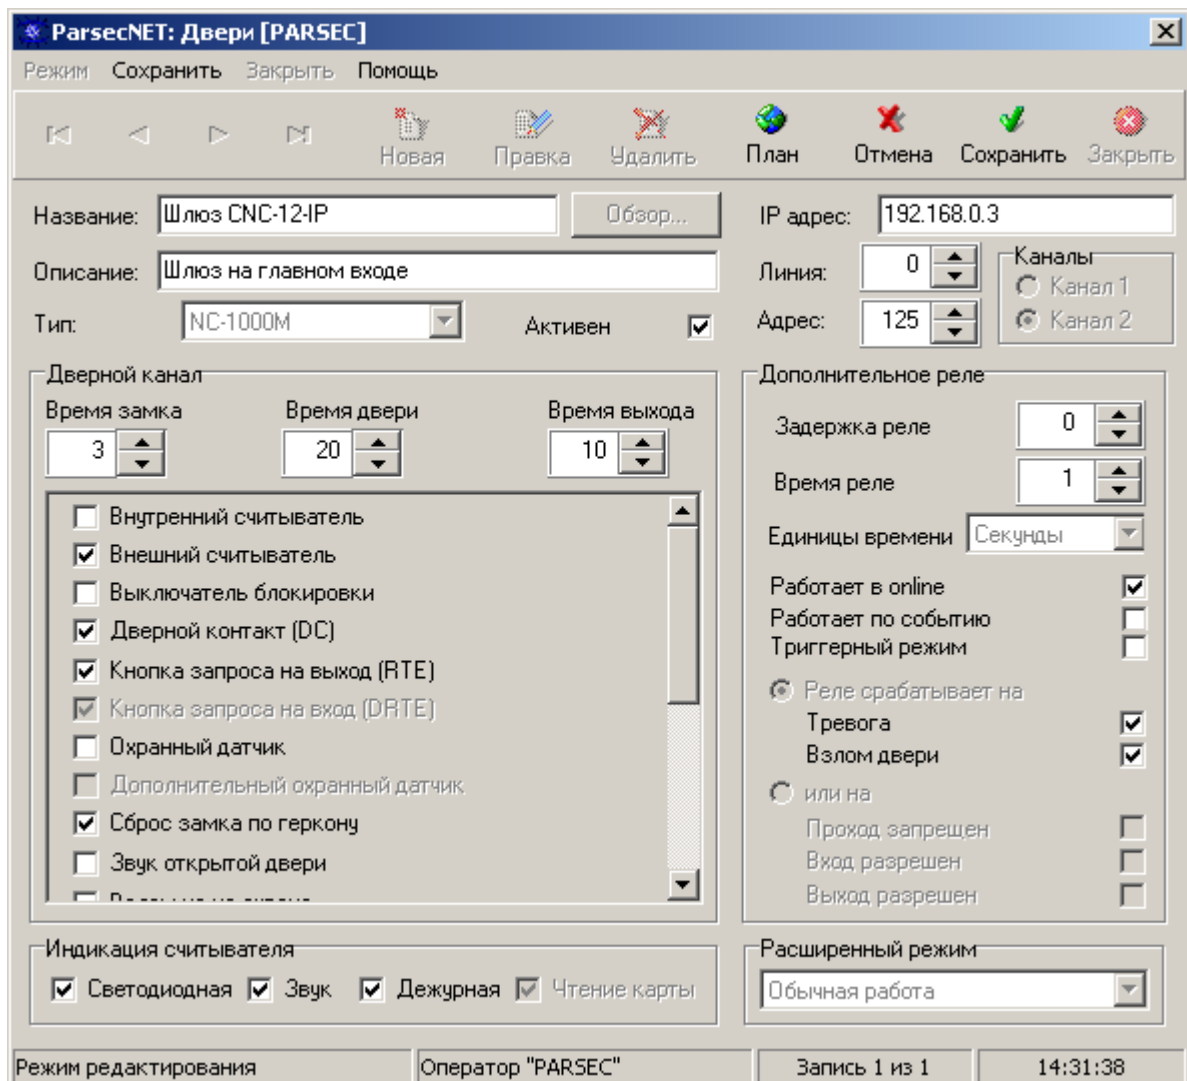 ParsecNET: Двери [PARSEC]
Режим Сохранить Закрыть Помощь
Новая Правка Удалить План Отмена Сохранить Закрыть
Название: Шлюз CNC-12-IP Обзор... IP адрес: 192.168.0.3
Описание: Шлюз на главном входе Линия: 0 Каналы
Канал 1
Тип: NC-1000M Активен Адрес: 125 Канал 2
Дверной канал
Время замка Время двери Время выхода
3 20 10
Внутренний считыватель
Внешний считыватель
Выключатель блокировки
Дверной контакт (DC)
Кнопка запроса на выход (RTE)
Кнопка запроса на вход (DRTE)
Охранный датчик
Дополнительный охранный датчик
Сброс замка по геркону
Звук открытой двери
Дополнительное реле
Задержка реле 0
Время реле 1
Единицы времени Секунды
Работает в online
Работает по событию
Триггерный режим
Реле срабатывает на
Тревога
Взлом двери
или на
Проход запрещен
Вход разрешен
Выход разрешен
Индикация считывателя
Светодиодная Звук Дежурная Чтение карты
Расширенный режим
Обычная работа
Режим редактирования Оператор "PARSEC" Запись 1 из 1 14:31:38